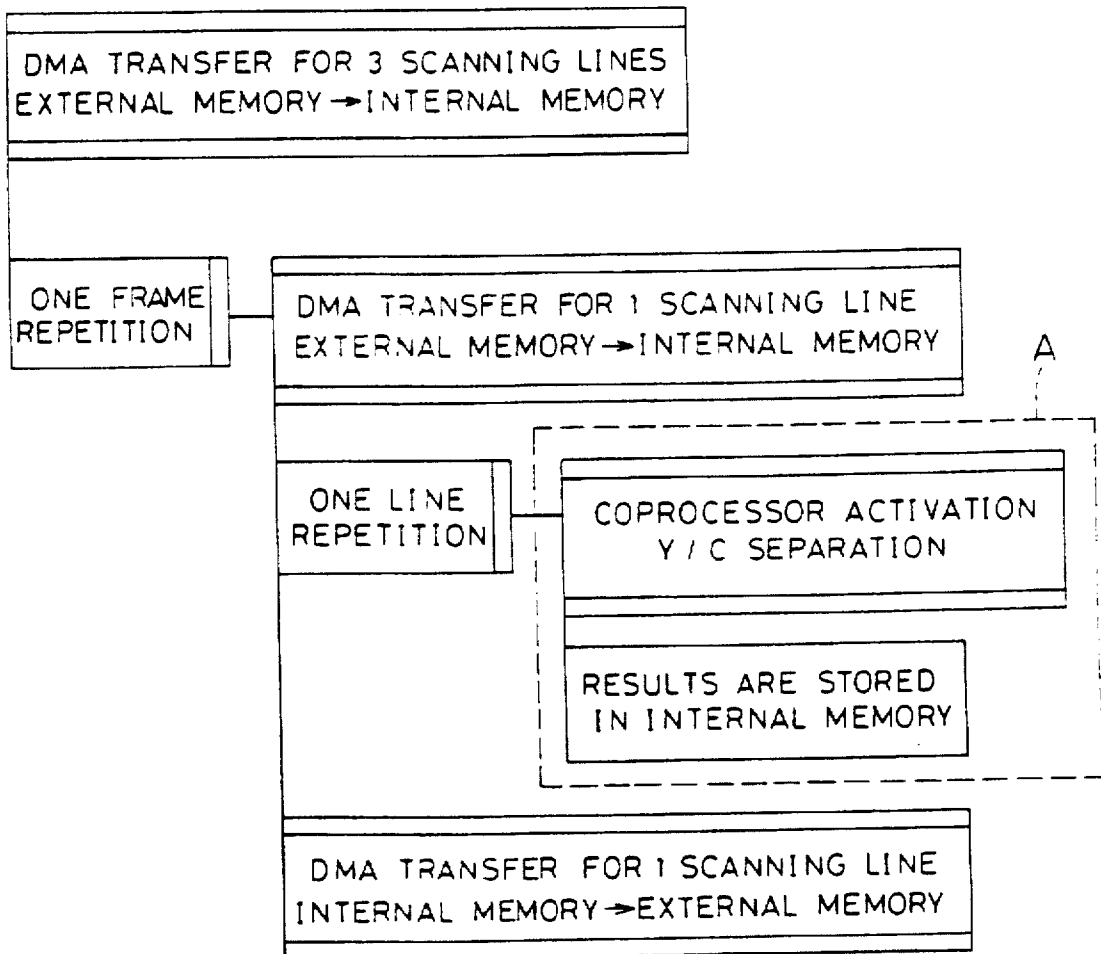 DMA TRANSFER FOR 3 SCANNING LINES
EXTERNAL MEMORY→INTERNAL MEMORY
ONE FRAME
REPETITION
DMA TRANSFER FOR 1 SCANNING LINE
EXTERNAL MEMORY→INTERNAL MEMORY
A
ONE LINE
REPETITION
COPROCESSOR ACTIVATION
Y / C SEPARATION
RESULTS ARE STORED
IN INTERNAL MEMORY
DMA TRANSFER FOR 1 SCANNING LINE
INTERNAL MEMORY→EXTERNAL MEMORY